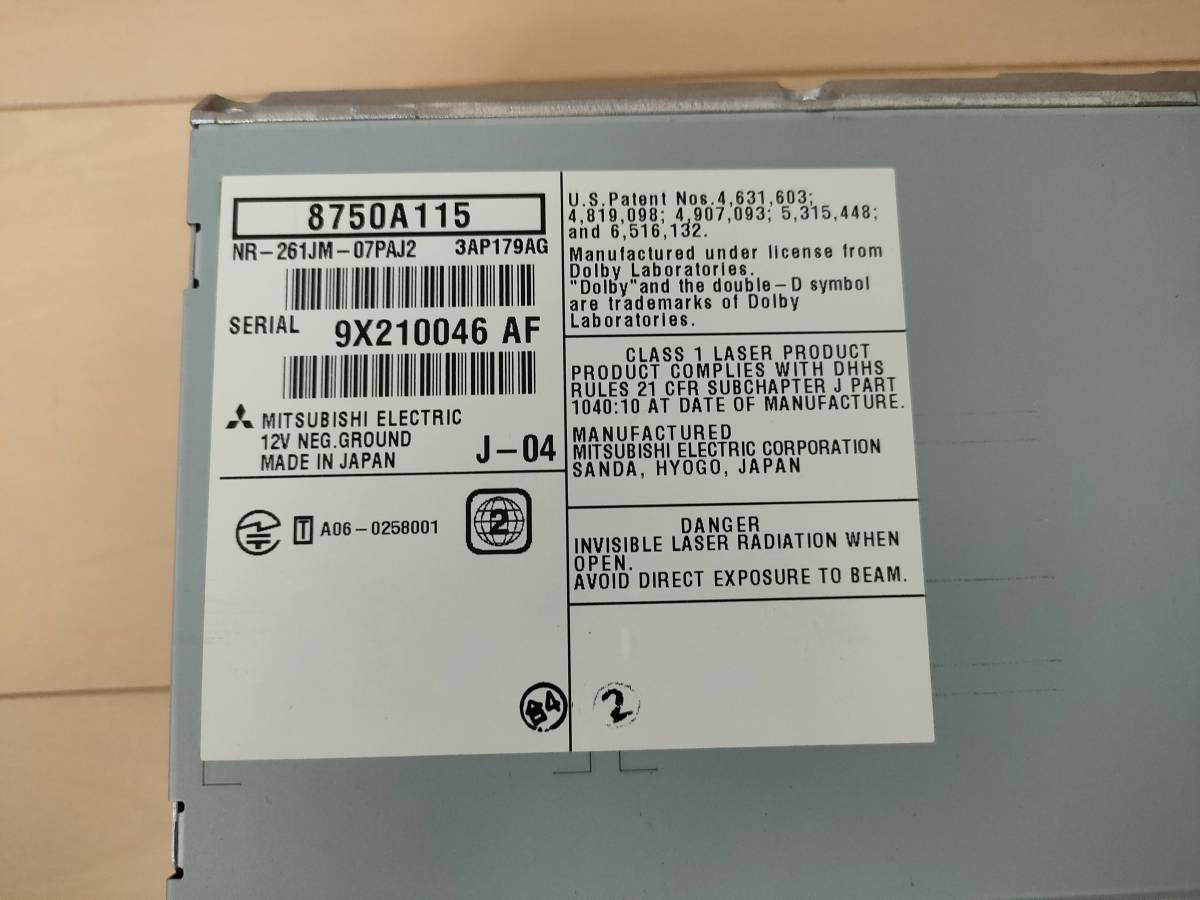 8750A115
NR-261JM-07PAJ2 3AP179AG
SERIAL 9X210046 AF
MITSUBISHI ELECTRIC
12V NEG.GROUND
MADE IN JAPAN J-04
T A06-0258001
2
合4
U.S.Patent Nos.4,631,603;
4,819,098; 4,907,093; 5,315,448;
and 6,516,132.
Manufactured under license from
Dolby Laboratories.
"Dolby"and the double-D symbol
are trademarks of Dolby
Laboratories.
CLASS 1 LASER PRODUCT
PRODUCT COMPLIES WITH DHHS
RULES 21 CFR SUBCHAPTER J PART
1040:10 AT DATE OF MANUFACTURE.
MANUFACTURED
MITSUBISHI ELECTRIC CORPORATION
SANDA, HYOGO, JAPAN
DANGER
INVISIBLE LASER RADIATION WHEN
OPEN.
AVOID DIRECT EXPOSURE TO BEAM.
2